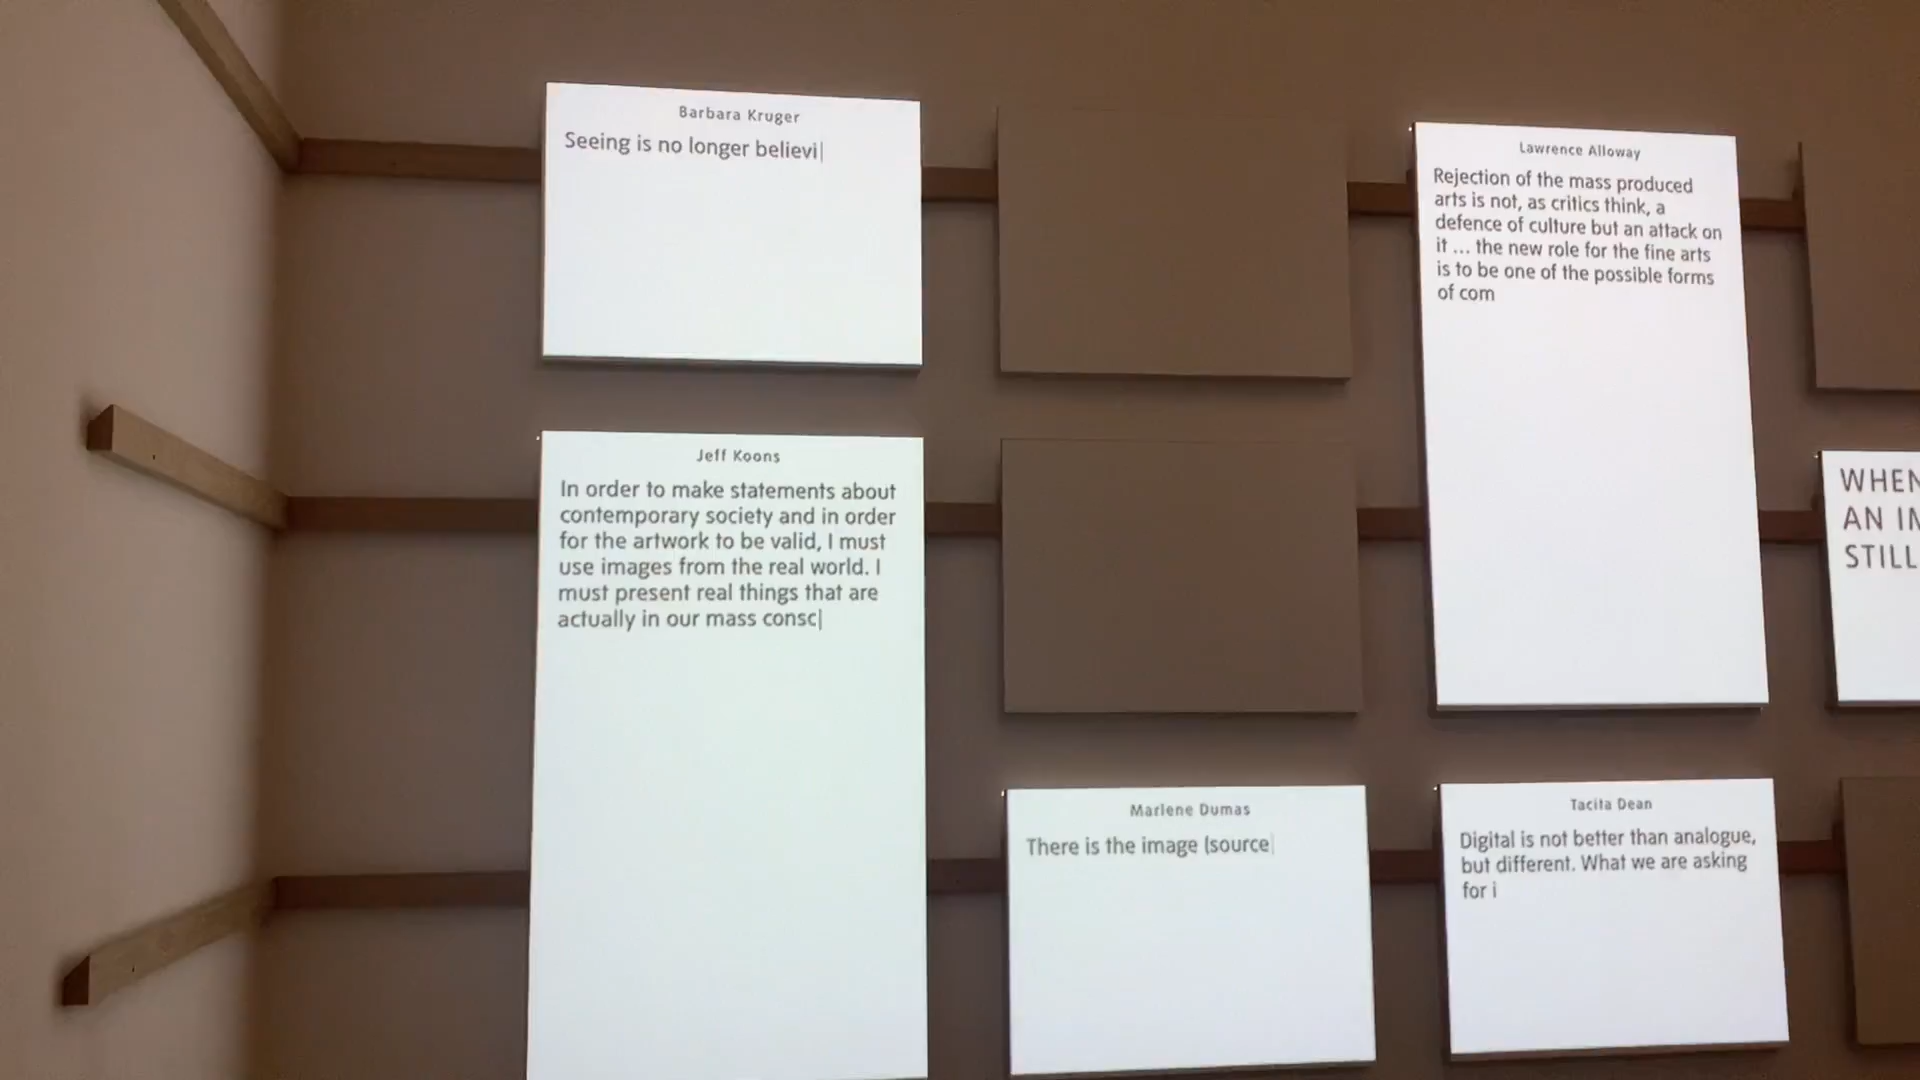 Barbara Kruger
Seeing is no longer believi
Jeff Koons
In order to make statements about
contemporary society and in order
for the artwork to be valid, I must
use images from the real world. I
must present real things that are
actually in our mass consc
Marlene Dumas
There is the image (source
Lawrence Alloway
Rejection of the mass produced
arts is not, as critics think, a
defence of culture but an attack on
it ... the new role for the fine arts
is to be one of the possible forms
of com
Tacita Dean
Digital is not better than analogue,
but different. What we are asking
for i
WHEN
AN IM
STILL